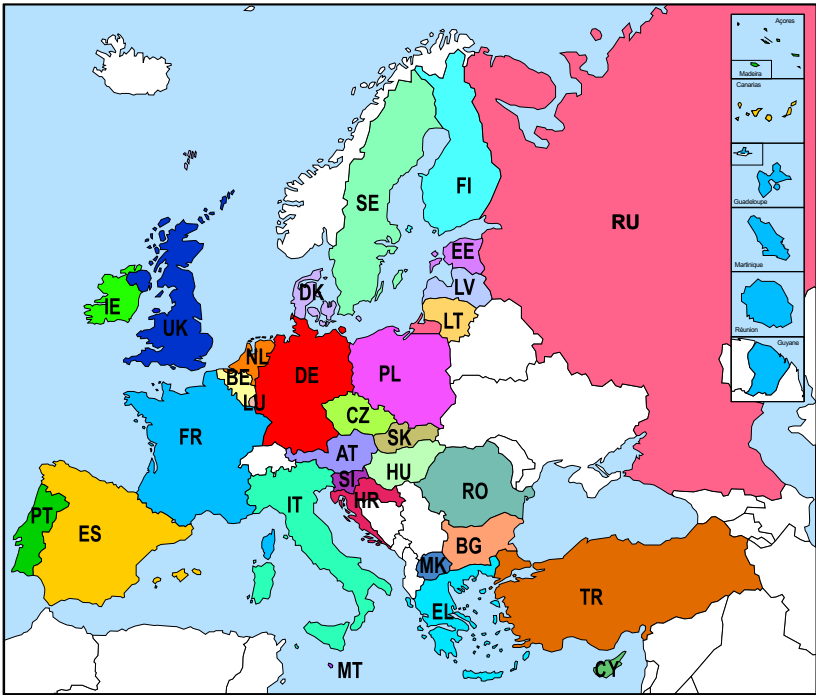 Açores
Madeira
Canarias
Guadeloupe
Martinique
Réunion
Guyane
FI
SE
RU
EE
LV
DK
IE
LT
UK
NL
BE
DE
PL
LU
CZ
FR
SK
AT
HU
SI
HR
RO
IT
PT
ES
BG
MK
TR
EL
MT
CY